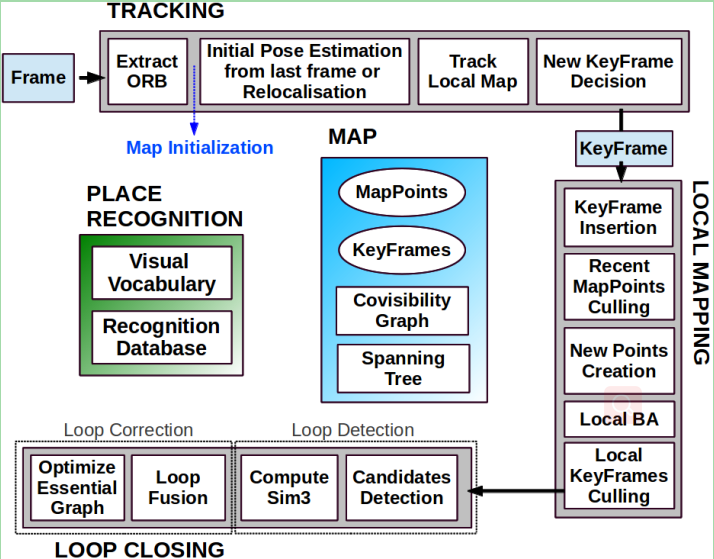 TRACKING
Frame
Extract
ORB
Initial Pose Estimation
from last frame or
Relocalisation
Track
Local Map
New KeyFrame
Decision
Map Initialization
KeyFrame
MAP
MapPoints
KeyFrames
Covisibility
Graph
Spanning
Tree
PLACE
RECOGNITION
Visual
Vocabulary
Recognition
Database
LOCAL MAPPING
KeyFrame
Insertion
Recent
MapPoints
Culling
New Points
Creation
Local BA
Local
KeyFrames
Culling
Loop Correction
Loop Detection
Optimize
Essential
Graph
Loop
Fusion
Compute
Sim3
Candidates
Detection
LOOP CLOSING